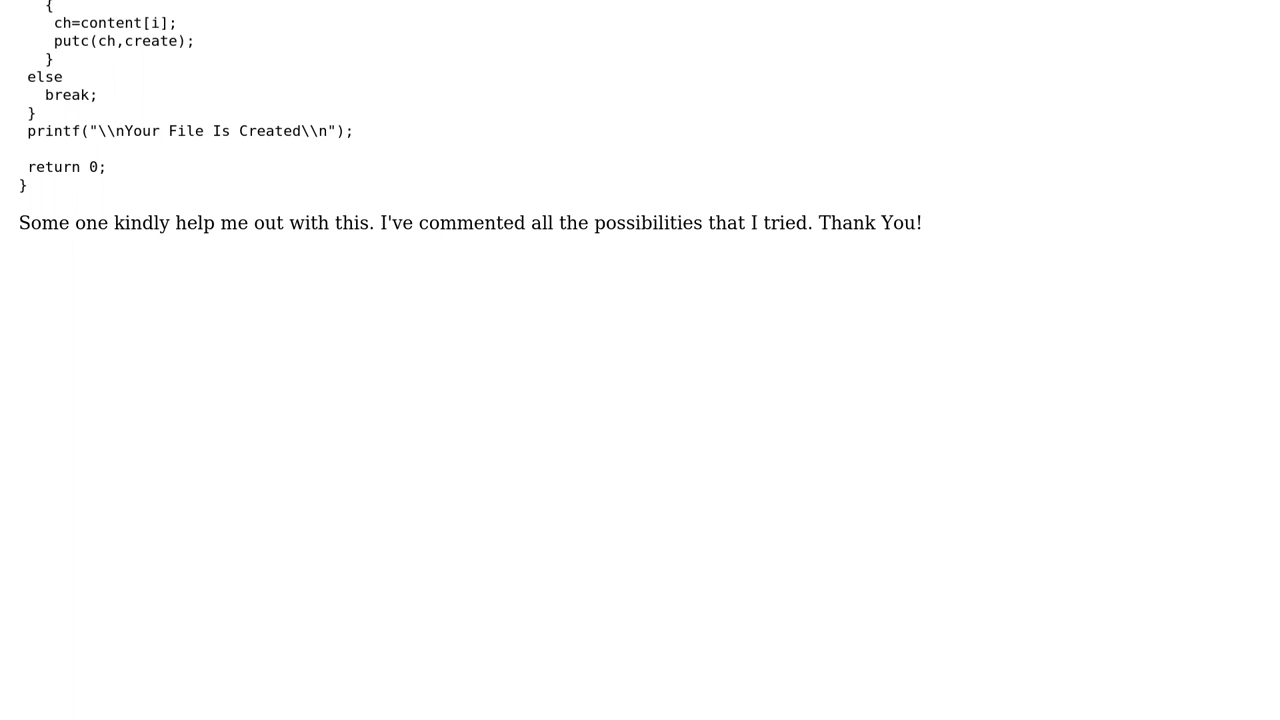 {
ch=content[i];
putc(ch,create);
}
else
break;
}
printf("\\nYour File Is Created\\n");
return 0;
}
Some one kindly help me out with this. I've commented all the possibilities that I tried. Thank You!